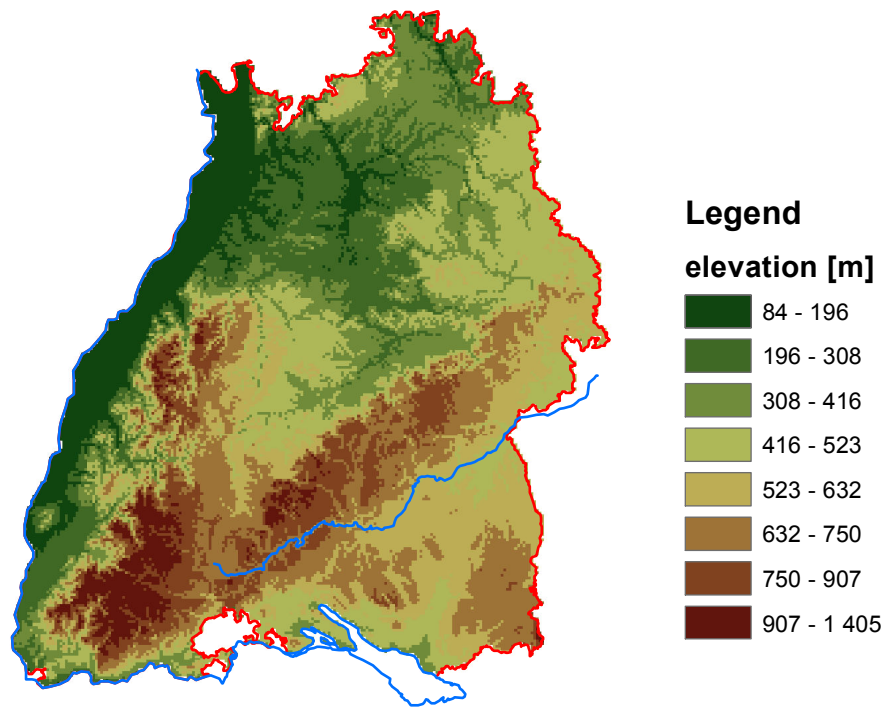 Legend
elevation [m]
84 - 196
196 - 308
308 - 416
416 - 523
523 - 632
632 - 750
750 - 907
907 - 1 405